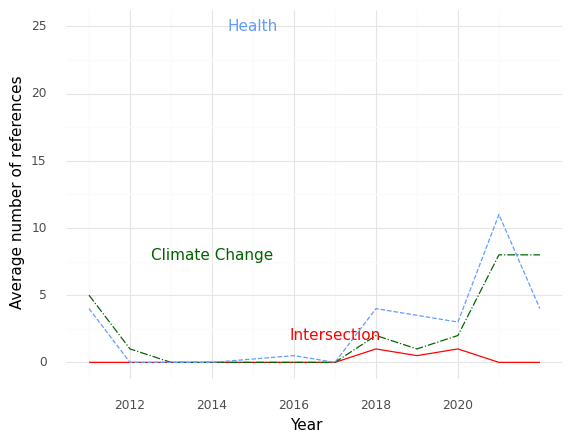 25
Health
20
15
10
Climate Change
5
Intersection
0
Average number of references
2012 2014 2016 2018 2020
Year